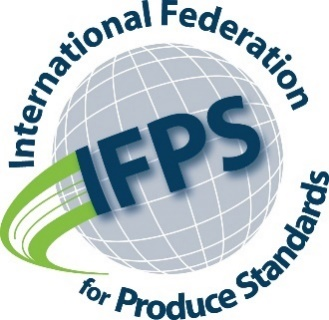 International Federation
IFPS
for Produce Standards